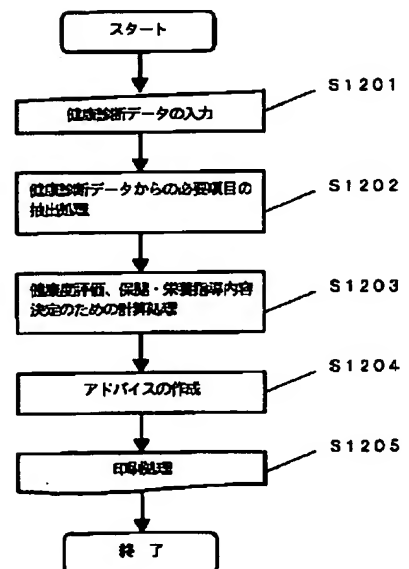 スタート
S1201
健康診断データの入力
S1202
健康診断データからの必要項目の
抽出処理
S1203
健康度評価、保健・栄養指導内容
決定のための計算処理
S1204
アドバイスの作成
S1205
印刷処理
終 了